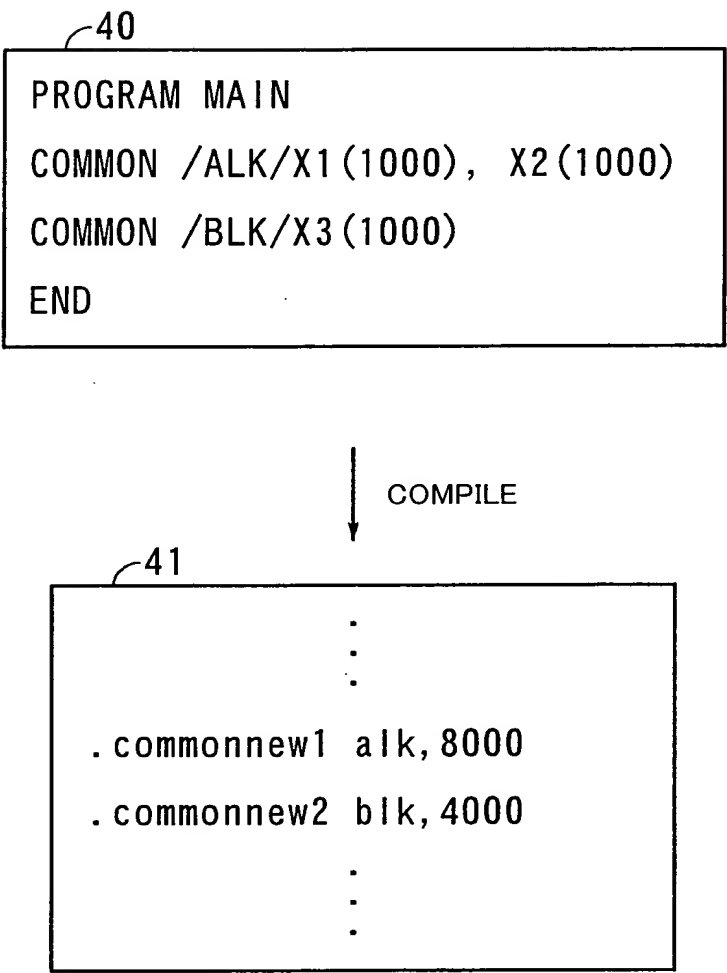 40
PROGRAM MAIN
COMMON /ALK/X1(1000), X2(1000)
COMMON /BLK/X3(1000)
END
COMPILE
41
.commonnew1 alk,8000
.commonnew2 blk,4000